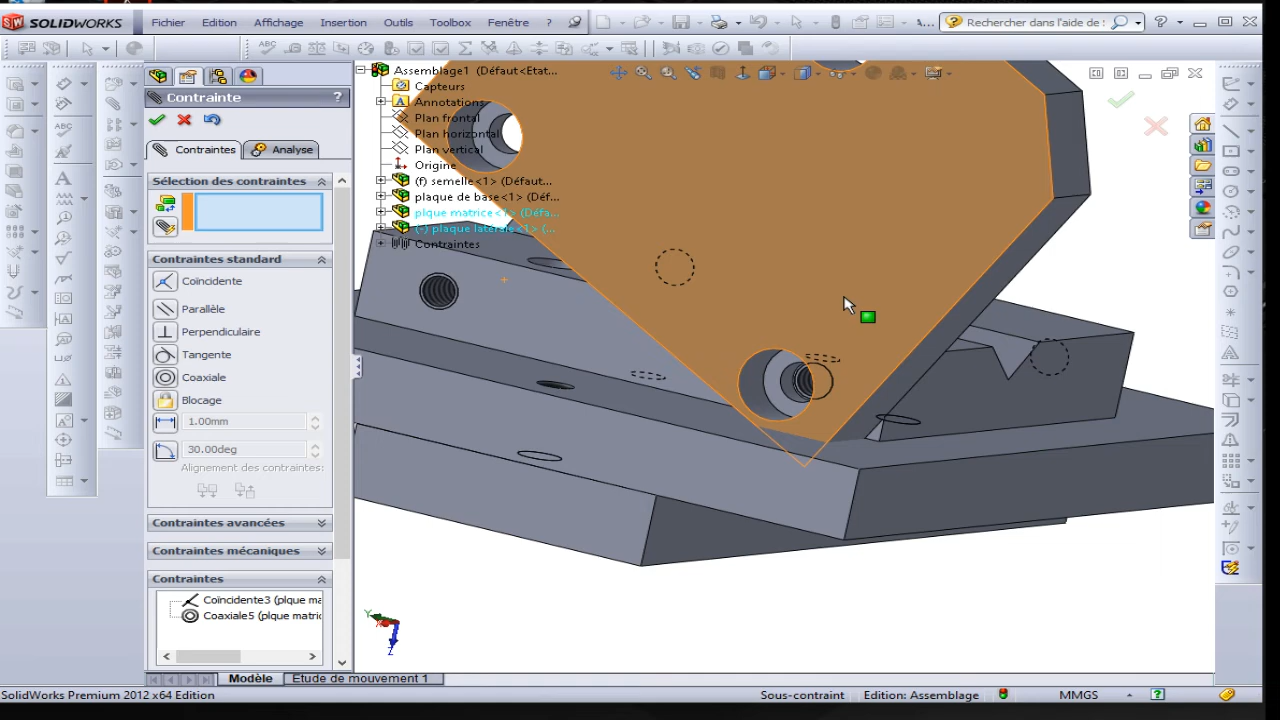 SW SOLIDWORKS Fichier Edition Affichage Insertion Outils Toolbox Fenêtre ? Rechercher dans l'aide de :
Contrainte ?
Contraintes Analyse
Sélection des contraintes
Contraintes standard
Coïncidente
Parallèle
Perpendiculaire
Tangente
Coaxiale
Blocage
1.00mm
30.00deg
Alignement des contraintes:
Contraintes avancées
Contraintes mécaniques
Contraintes
Coïncidente3 (plque ma
Coaxiale5 (plque matric
Assemblage1 (Défaut<Etat...
Capteurs
Annotations
Plan frontal
Plan horizontal
Plan vertical
Origine
(f) semelle<1> (Défaut...
plaque de base<1> (Déf...
plque matrice<1> (Défa...
(-) plaque latérale<1> (...
Contraintes
Y
X
Z
Modèle Etude de mouvement 1
SolidWorks Premium 2012 x64 Edition Sous-contraint Edition: Assemblage MMGS